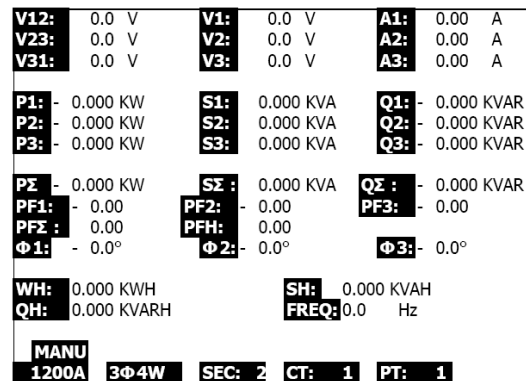 V12: 0.0 V V1: 0.0 V A1: 0.00 A
V23: 0.0 V V2: 0.0 V A2: 0.00 A
V31: 0.0 V V3: 0.0 V A3: 0.00 A
P1: - 0.000 KW S1: 0.000 KVA Q1: - 0.000 KVAR
P2: - 0.000 KW S2: 0.000 KVA Q2: - 0.000 KVAR
P3: - 0.000 KW S3: 0.000 KVA Q3: - 0.000 KVAR
PΣ - 0.000 KW SΣ : 0.000 KVA QΣ : - 0.000 KVAR
PF1: - 0.00 PF2: - 0.00 PF3: - 0.00
PFΣ : 0.00 PFH: 0.00
Φ1: - 0.0° Φ2: - 0.0° Φ3: - 0.0°
WH: 0.000 KWH SH: 0.000 KVAH
QH: 0.000 KVARH FREQ: 0.0 Hz
MANU
1200A 3Φ4W SEC: 2 CT: 1 PT: 1